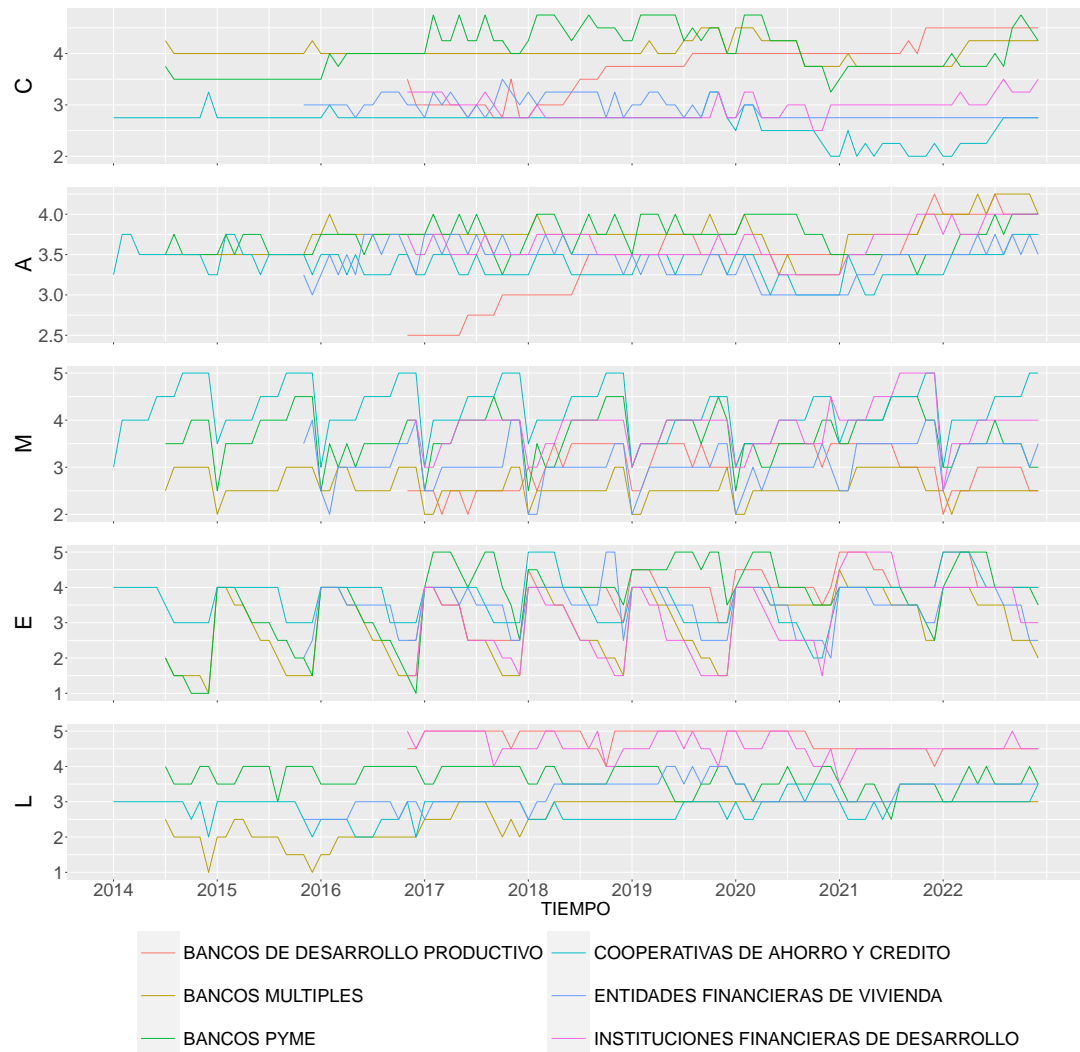 C
4
3
2
A
4.0
3.5
3.0
2.5
M
5
4
3
2
E
5
4
3
2
1
L
5
4
3
2
1
2014 2015 2016 2017 2018 2019 2020 2021 2022
TIEMPO
BANCOS DE DESARROLLO PRODUCTIVO
BANCOS MULTIPLES
BANCOS PYME
COOPERATIVAS DE AHORRO Y CREDITO
ENTIDADES FINANCIERAS DE VIVIENDA
INSTITUCIONES FINANCIERAS DE DESARROLLO